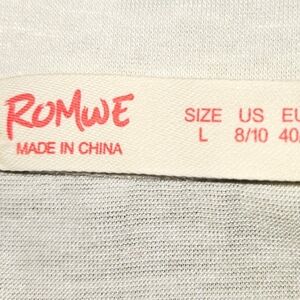 ROMWE
MADE IN CHINA
SIZE US EU
L 8/10 40